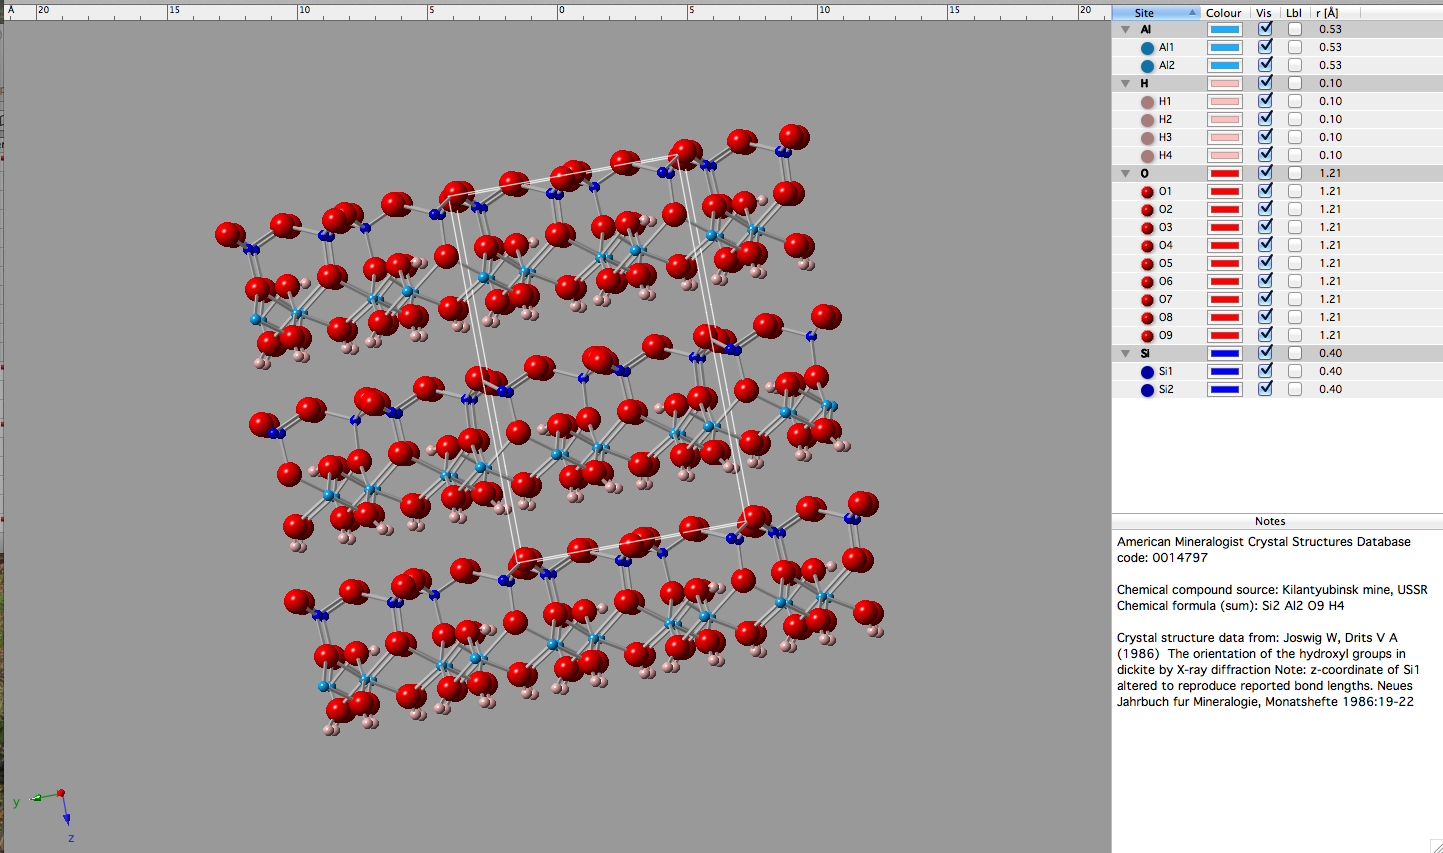 Å 20 15 10 5 0 5 10 15 20
Site Colour Vis Lbl r [Å]
Al 0.53
Al1 0.53
Al2 0.53
H 0.10
H1 0.10
H2 0.10
H3 0.10
H4 0.10
O 1.21
O1 1.21
O2 1.21
O3 1.21
O4 1.21
O5 1.21
O6 1.21
O7 1.21
O8 1.21
O9 1.21
Si 0.40
Si1 0.40
Si2 0.40
Notes
American Mineralogist Crystal Structures Database
code: 0014797
Chemical compound source: Kilantyubinsk mine, USSR
Chemical formula (sum): Si2 Al2 O9 H4
Crystal structure data from: Joswig W, Drits V A
(1986) The orientation of the hydroxyl groups in
dickite by X-ray diffraction Note: z-coordinate of Si1
altered to reproduce reported bond lengths. Neues
Jahrbuch fur Mineralogie, Monatshefte 1986:19-22
y
z